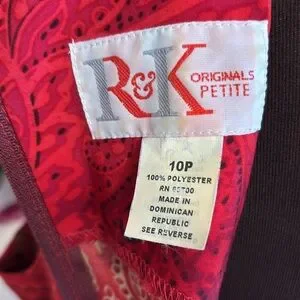 R&K ORIGINALS
PETITE
10P
100% POLYESTER
RN
MADE IN
DOMINICAN
REPUBLIC
SEE REVERSE